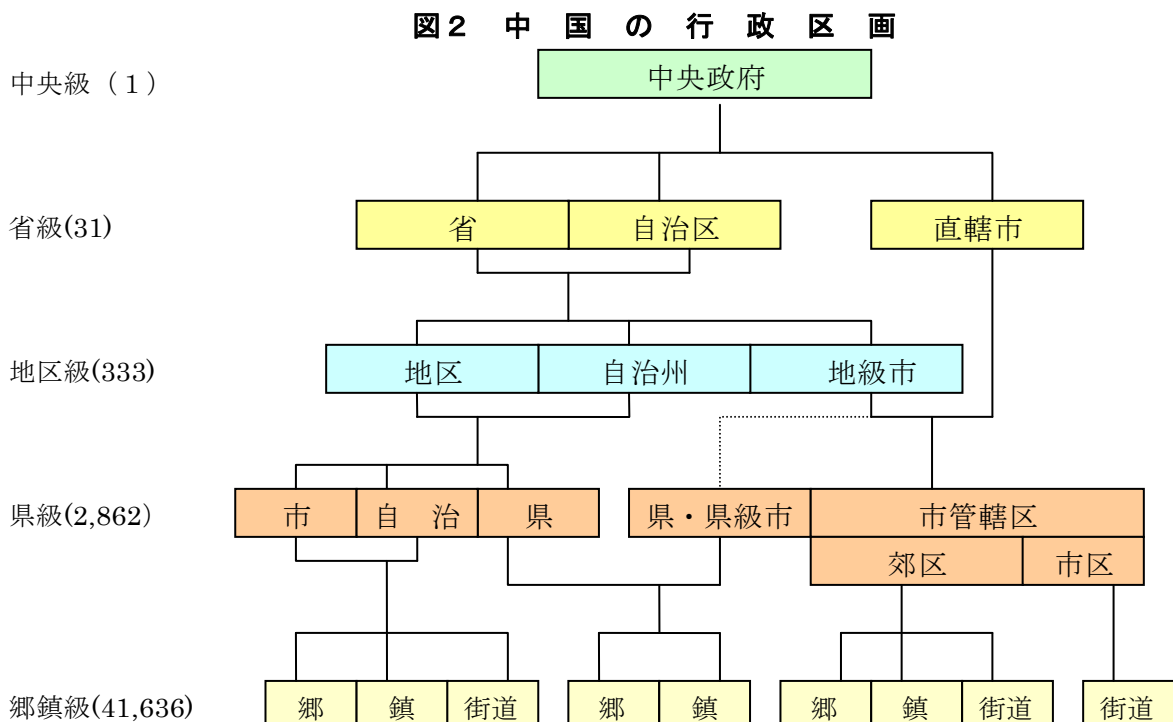 図２ 中 国 の 行 政 区 画
中央級（１）
中央政府
省級(31)
省 自治区 直轄市
地区級(333)
地区 自治州 地級市
県級(2,862)
市 自 治 県 県・県級市 市管轄区
郊区 市区
郷鎮級(41,636)
郷 鎮 街道 郷 鎮 郷 鎮 街道 街道